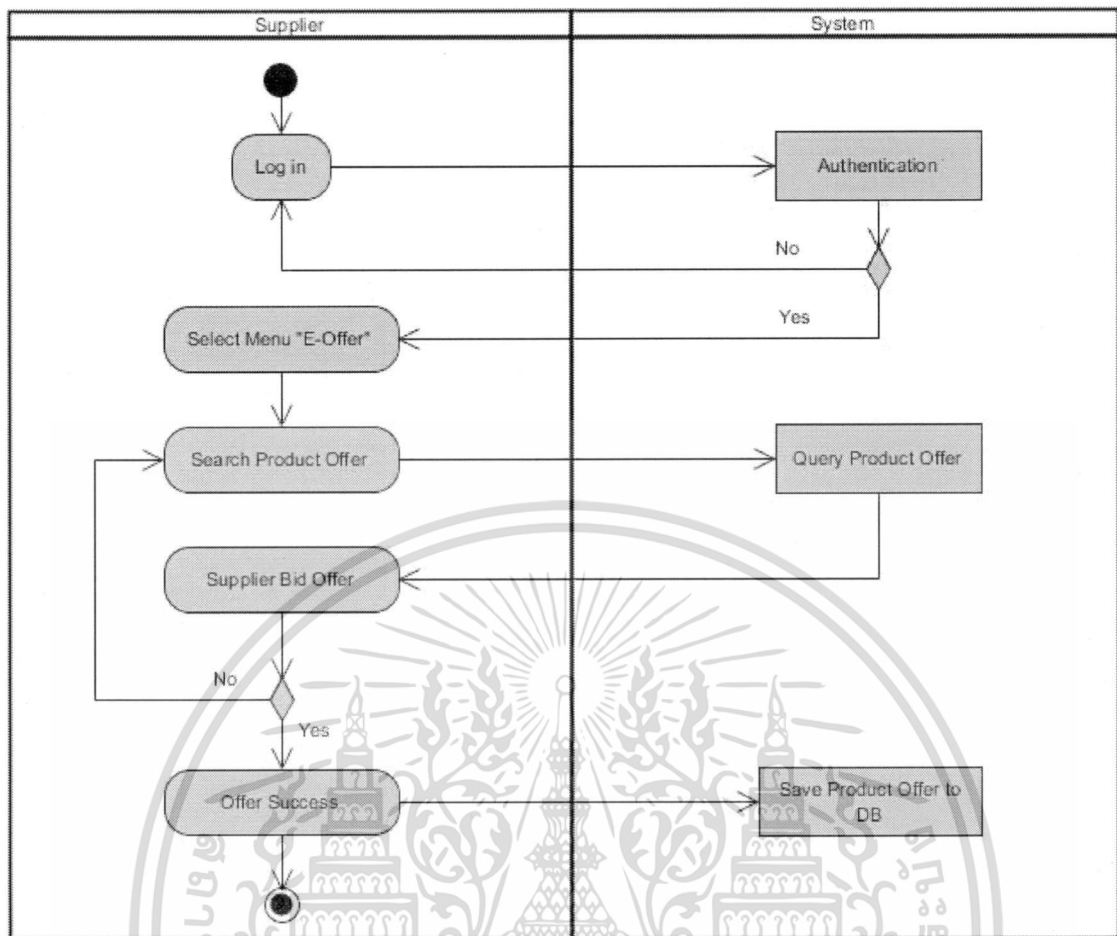 Supplier
System
Log in
Authentication
No
Yes
Select Menu "E-Offer"
Search Product Offer
Query Product Offer
Supplier Bid Offer
No
Yes
Offer Success
Save Product Offer to
DB